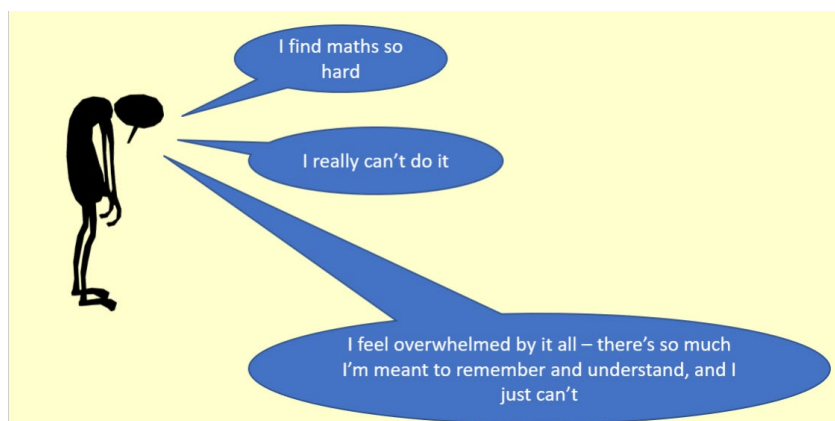 I find maths so
hard
I really can’t do it
I feel overwhelmed by it all – there’s so much
I’m meant to remember and understand, and I
just can’t